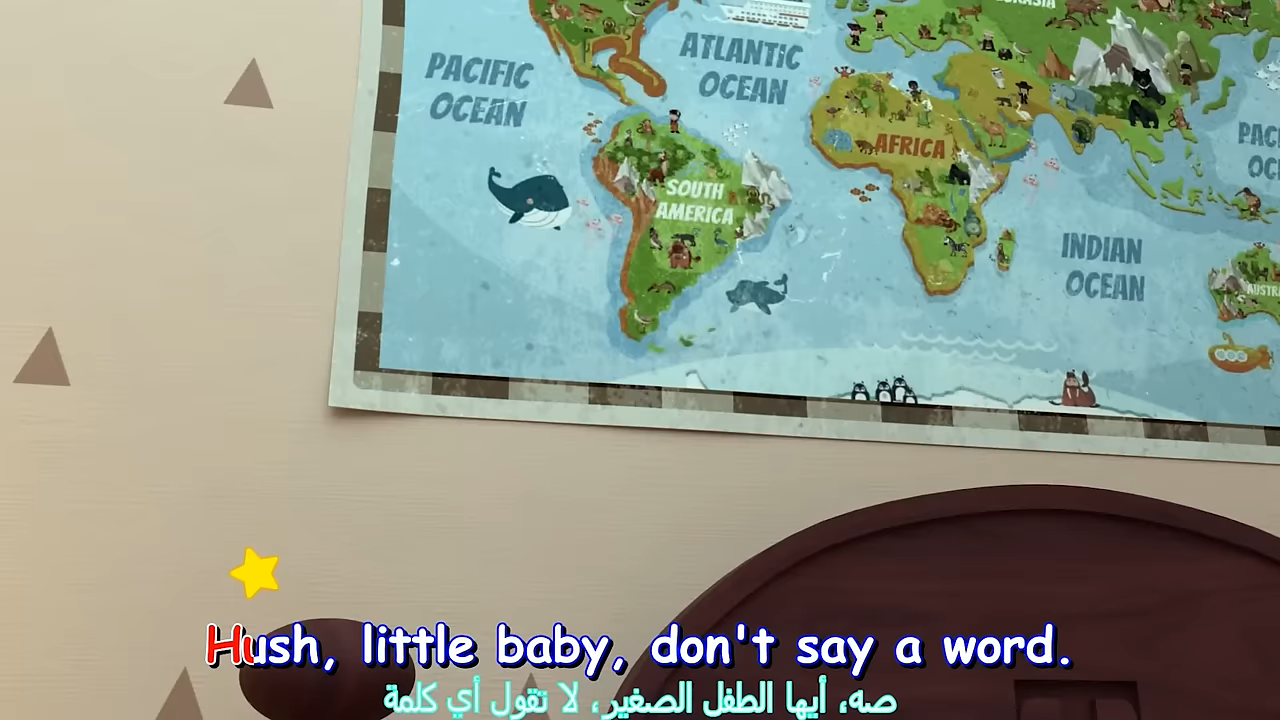 EURASIA
ATLANTIC
OCEAN
PACIFIC
OCEAN
AFRICA
SOUTH
AMERICA
INDIAN
OCEAN
Hush, little baby, don't say a word.
صه، أيها الطفل الصغير، لا تقول أي كلمة